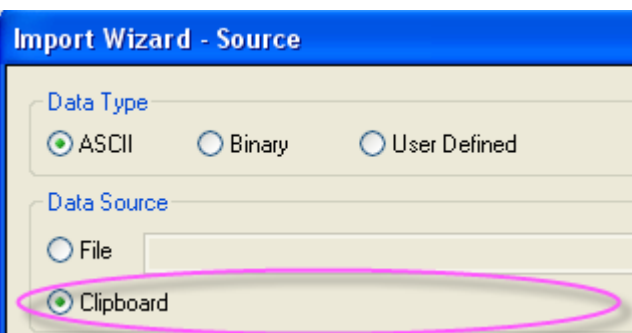 Import Wizard - Source
Data Type
ASCII Binary User Defined
Data Source
File
Clipboard